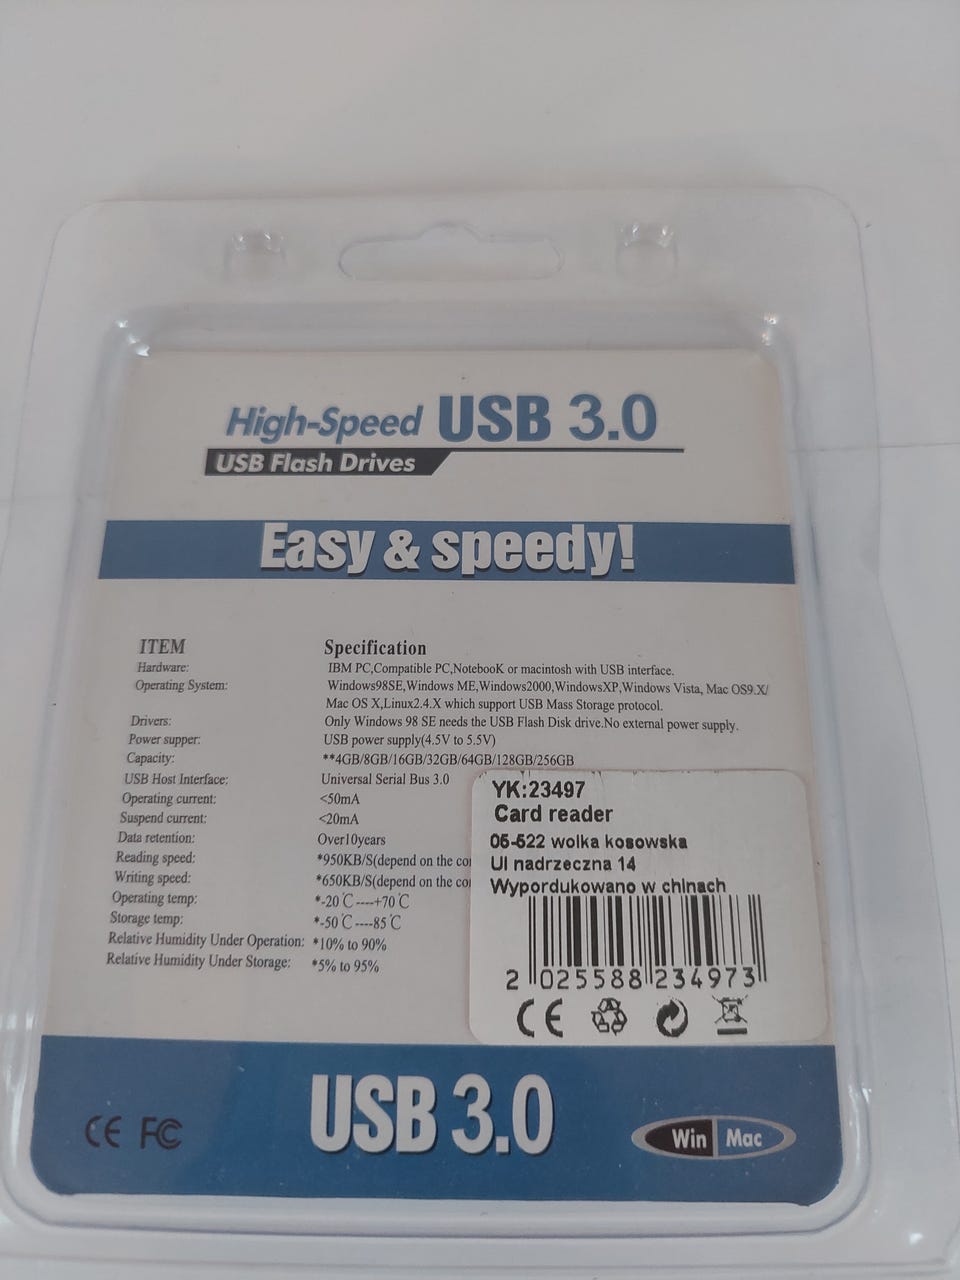 High-Speed USB 3.0
USB Flash Drives
Easy & speedy!
ITEM Specification
Hardware: IBM PC,Compatible PC,NotebooK or macintosh with USB interface.
Operating System: Windows98SE,Windows ME,Windows2000,WindowsXP,Windows Vista, Mac OS9.X/
Mac OS X,Linux2.4.X which support USB Mass Storage protocol.
Drivers: Only Windows 98 SE needs the USB Flash Disk drive.No external power supply.
Power supper: USB power supply(4.5V to 5.5V)
Capacity: **4GB/8GB/16GB/32GB/64GB/128GB/256GB
USB Host Interface: Universal Serial Bus 3.0
Operating current: <50mA
Suspend current: <20mA
Data retention: Over10years
Reading speed: *950KB/S(depend on the co
Writing speed: *650KB/S(depend on the co
Operating temp: *-20℃----+70℃
Storage temp: *-50℃----85℃
Relative Humidity Under Operation: *10% to 90%
Relative Humidity Under Storage: *5% to 95%
YK:23497
Card reader
05-522 wolka kosowska
Ul nadrzeczna 14
Wypordukowano w chinach
2 025588 234973
CE
CE FC
USB 3.0
Win Mac